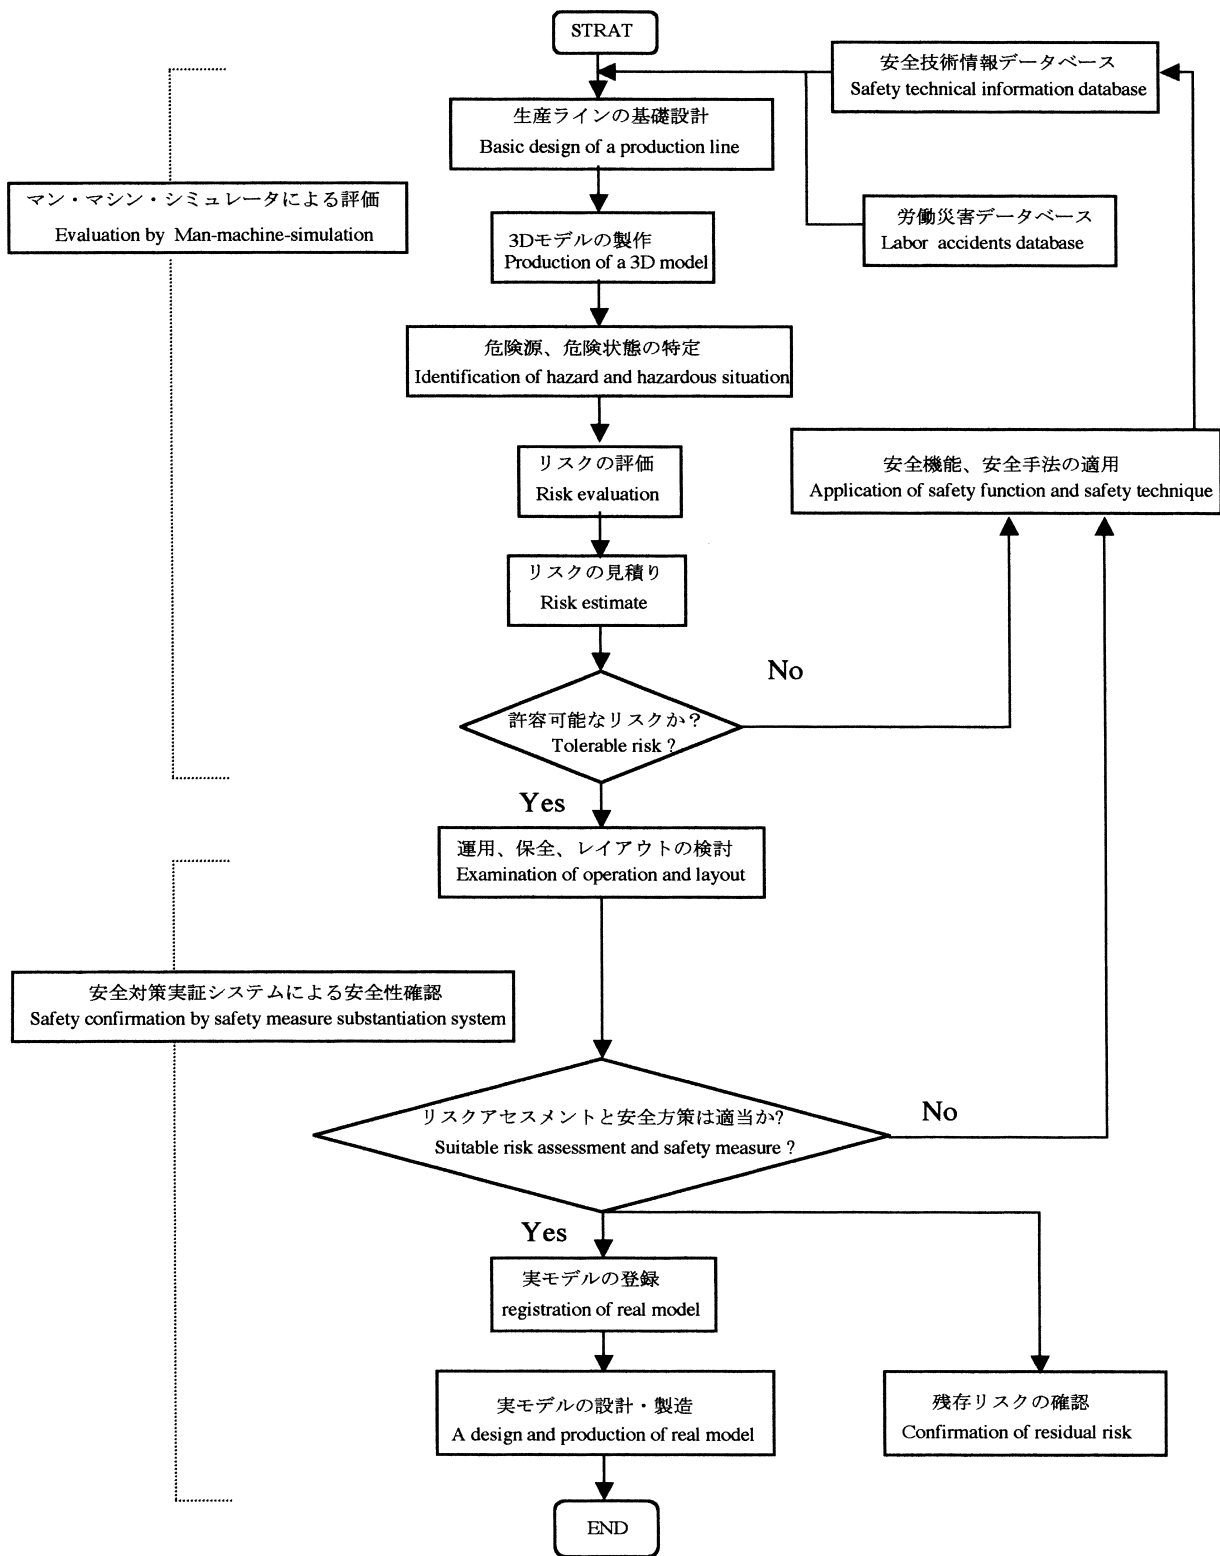 STRAT
安全技術情報データベース
Safety technical information database
生産ラインの基礎設計
Basic design of a production line
マン・マシン・シミュレータによる評価
Evaluation by Man-machine-simulation
労働災害データベース
Labor accidents database
3Dモデルの製作
Production of a 3D model
危険源、危険状態の特定
Identification of hazard and hazardous situation
安全機能、安全手法の適用
Application of safety function and safety technique
リスクの評価
Risk evaluation
リスクの見積り
Risk estimate
No
許容可能なリスクか？
Tolerable risk ?
Yes
運用、保全、レイアウトの検討
Examination of operation and layout
安全対策実証システムによる安全性確認
Safety confirmation by safety measure substantiation system
リスクアセスメントと安全方策は適当か?
Suitable risk assessment and safety measure ?
No
Yes
実モデルの登録
registration of real model
実モデルの設計・製造
A design and production of real model
残存リスクの確認
Confirmation of residual risk
END